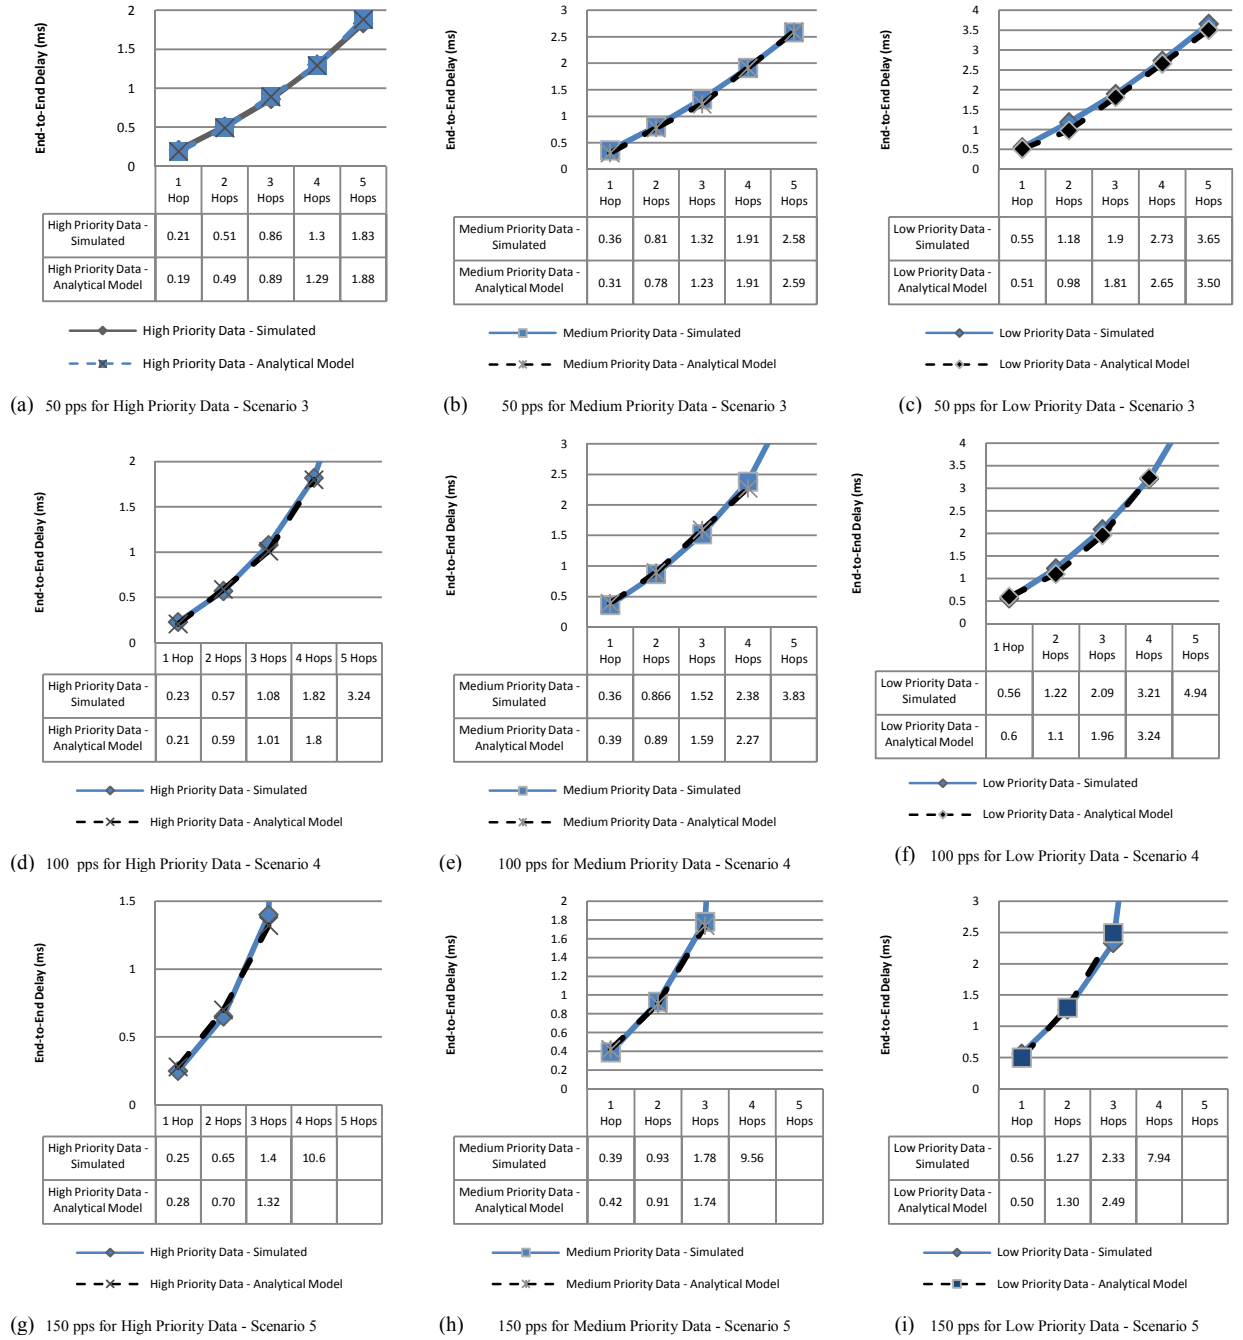 End-to-End Delay (ms)
2
1.5
1
0.5
0
1 Hop 2 Hops 3 Hops 4 Hops 5 Hops
High Priority Data - Simulated 0.21 0.51 0.86 1.3 1.83
High Priority Data - Analytical Model 0.19 0.49 0.89 1.29 1.88
High Priority Data - Simulated
High Priority Data - Analytical Model
(a) 50 pps for High Priority Data - Scenario 3
End-to-End Delay (ms)
3
2.5
2
1.5
1
0.5
0
1 Hop 2 Hops 3 Hops 4 Hops 5 Hops
Medium Priority Data - Simulated 0.36 0.81 1.32 1.91 2.58
Medium Priority Data - Analytical Model 0.31 0.78 1.23 1.91 2.59
Medium Priority Data - Simulated
Medium Priority Data - Analytical Model
(b) 50 pps for Medium Priority Data - Scenario 3
End-to-End Delay (ms)
4
3.5
3
2.5
2
1.5
1
0.5
0
1 Hop 2 Hops 3 Hops 4 Hops 5 Hops
Low Priority Data - Simulated 0.55 1.18 1.9 2.73 3.65
Low Priority Data - Analytical Model 0.51 0.98 1.81 2.65 3.50
Low Priority Data - Simulated
Low Priority Data - Analytical Model
(c) 50 pps for Low Priority Data - Scenario 3
End-to-End Delay (ms)
2
1.5
1
0.5
0
1 Hop 2 Hops 3 Hops 4 Hops 5 Hops
High Priority Data - Simulated 0.23 0.57 1.08 1.82 3.24
High Priority Data - Analytical Model 0.21 0.59 1.01 1.8
High Priority Data - Simulated
High Priority Data - Analytical Model
(d) 100 pps for High Priority Data - Scenario 4
End-to-End Delay (ms)
3
2.5
2
1.5
1
0.5
0
1 Hop 2 Hops 3 Hops 4 Hops 5 Hops
Medium Priority Data - Simulated 0.36 0.866 1.52 2.38 3.83
Medium Priority Data - Analytical Model 0.39 0.89 1.59 2.27
Medium Priority Data - Simulated
Medium Priority Data - Analytical Model
(e) 100 pps for Medium Priority Data - Scenario 4
End-to-End Delay (ms)
4
3.5
3
2.5
2
1.5
1
0.5
0
1 Hop 2 Hops 3 Hops 4 Hops 5 Hops
Low Priority Data - Simulated 0.56 1.22 2.09 3.21 4.94
Low Priority Data - Analytical Model 0.6 1.1 1.96 3.24
Low Priority Data - Simulated
Low Priority Data - Analytical Model
(f) 100 pps for Low Priority Data - Scenario 4
End-to-End Delay (ms)
1.5
1
0.5
0
1 Hop 2 Hops 3 Hops 4 Hops 5 Hops
High Priority Data - Simulated 0.25 0.65 1.4 10.6
High Priority Data - Analytical Model 0.28 0.70 1.32
High Priority Data - Simulated
High Priority Data - Analytical Model
(g) 150 pps for High Priority Data - Scenario 5
End-to-End Delay (ms)
2
1.8
1.6
1.4
1.2
1
0.8
0.6
0.4
0.2
0
1 Hop 2 Hops 3 Hops 4 Hops 5 Hops
Medium Priority Data - Simulated 0.39 0.93 1.78 9.56
Medium Priority Data - Analytical Model 0.42 0.91 1.74
Medium Priority Data - Simulated
Medium Priority Data - Analytical Model
(h) 150 pps for Medium Priority Data - Scenario 5
End-to-End Delay (ms)
3
2.5
2
1.5
1
0.5
0
1 Hop 2 Hops 3 Hops 4 Hops 5 Hops
Low Priority Data - Simulated 0.56 1.27 2.33 7.94
Low Priority Data - Analytical Model 0.50 1.30 2.49
Low Priority Data - Simulated
Low Priority Data - Analytical Model
(i) 150 pps for Low Priority Data - Scenario 5